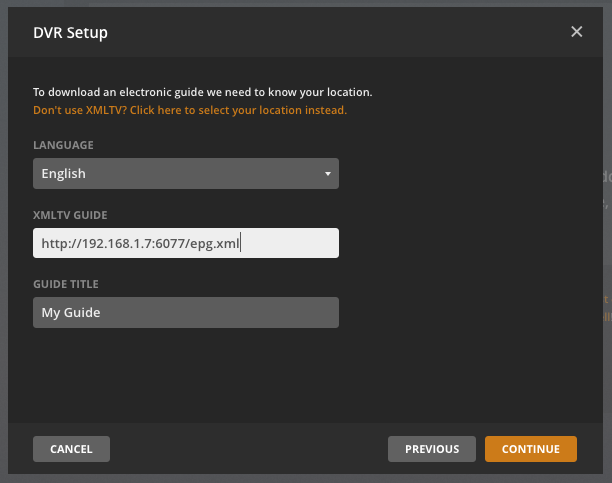 DVR Setup
To download an electronic guide we need to know your location.
Don't use XMLTV? Click here to select your location instead.
LANGUAGE
English
XMLTV GUIDE
http://192.168.1.7:6077/epg.xml
GUIDE TITLE
My Guide
CANCEL
PREVIOUS
CONTINUE